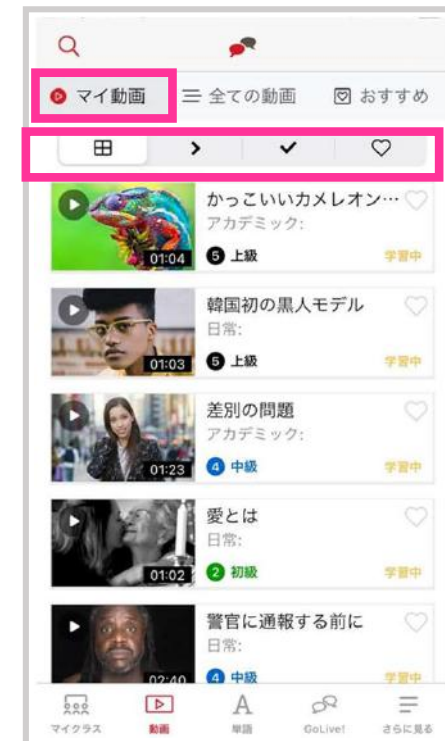 マイ動画 全ての動画 おすすめ
かっこいいカメレオン…
アカデミック:
01:04 5 上級 学習中
韓国初の黒人モデル
日常:
01:03 5 上級 学習中
差別の問題
アカデミック:
01:23 4 中級 学習中
愛とは
日常:
01:02 2 初級 学習中
警官に通報する前に
日常:
02:40 4 中級 学習中
マイクラス 動画 単語 GoLive! さらに見る